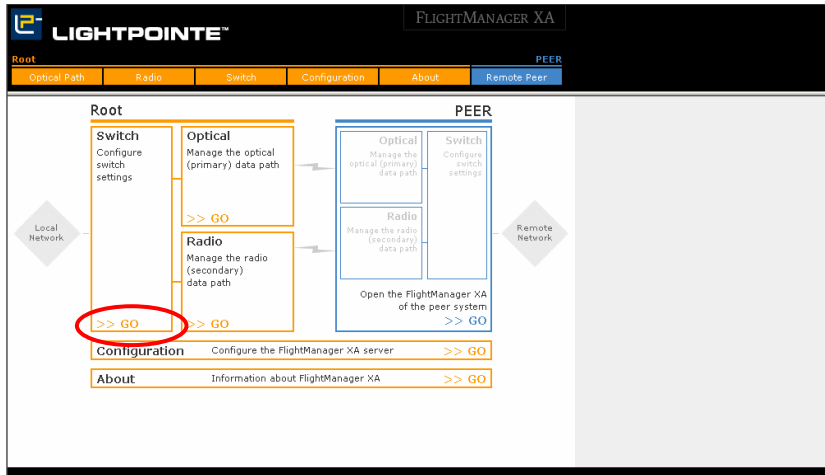 LIGHTPOINTE™
FLIGHTMANAGER XA
Root
PEER
Optical Path
Radio
Switch
Configuration
About
Remote Peer
Root
PEER
Switch
Configure
switch
settings
>> GO
Optical
Manage the optical
(primary) data path
>> GO
Radio
Manage the radio
(secondary)
data path
>> GO
Optical
Manage the
optical (primary)
data path
Switch
Configure
switch
settings
Radio
Manage the radio
(secondary)
data path
Open the FlightManager XA
of the peer system
>> GO
Local
Network
Remote
Network
Configuration
Configure the FlightManager XA server
>> GO
About
Information about FlightManager XA
>> GO